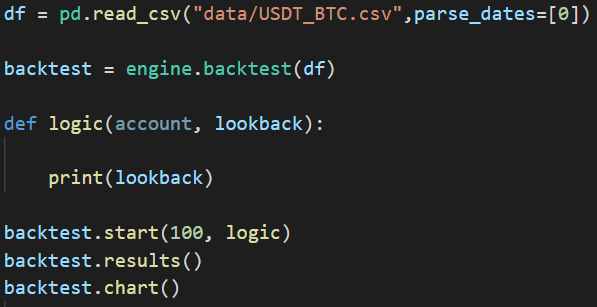 df = pd.read_csv("data/USDT_BTC.csv",parse_dates=[0])
backtest = engine.backtest(df)
def logic(account, lookback):
    print(lookback)
backtest.start(100, logic)
backtest.results()
backtest.chart()